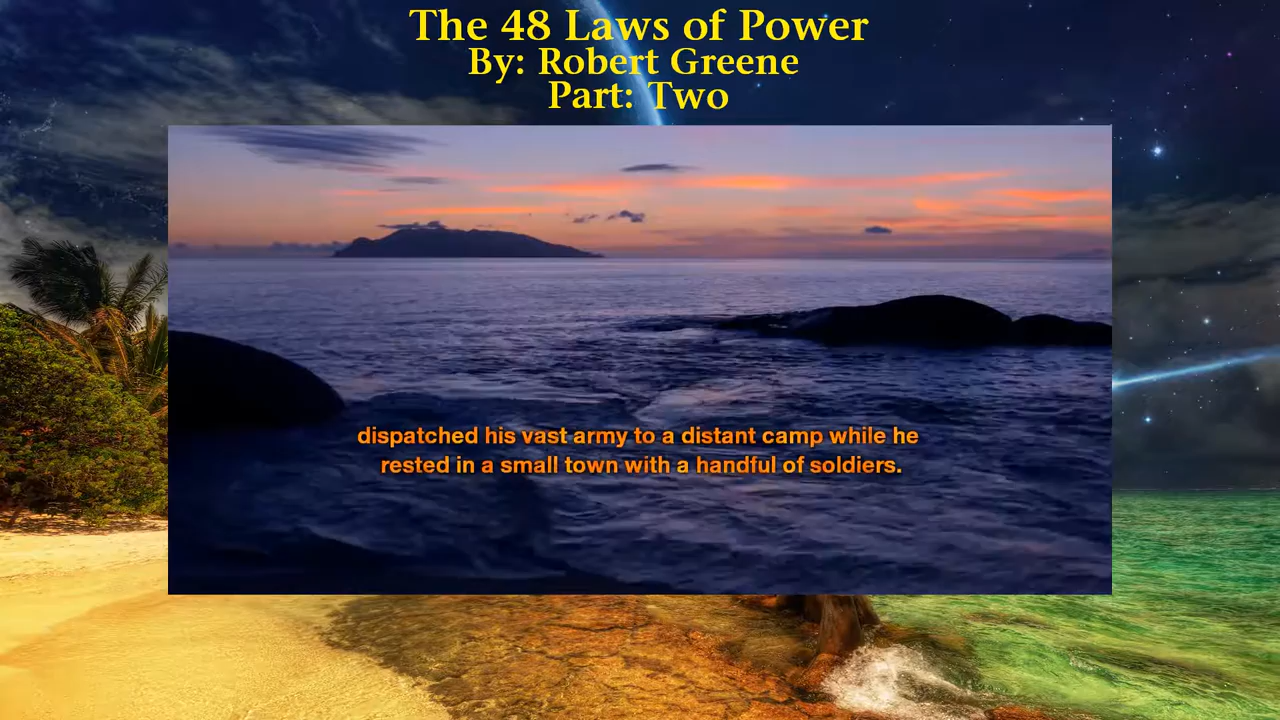 The 48 Laws of Power
By: Robert Greene
Part: Two
dispatched his vast army to a distant camp while he
rested in a small town with a handful of soldiers.